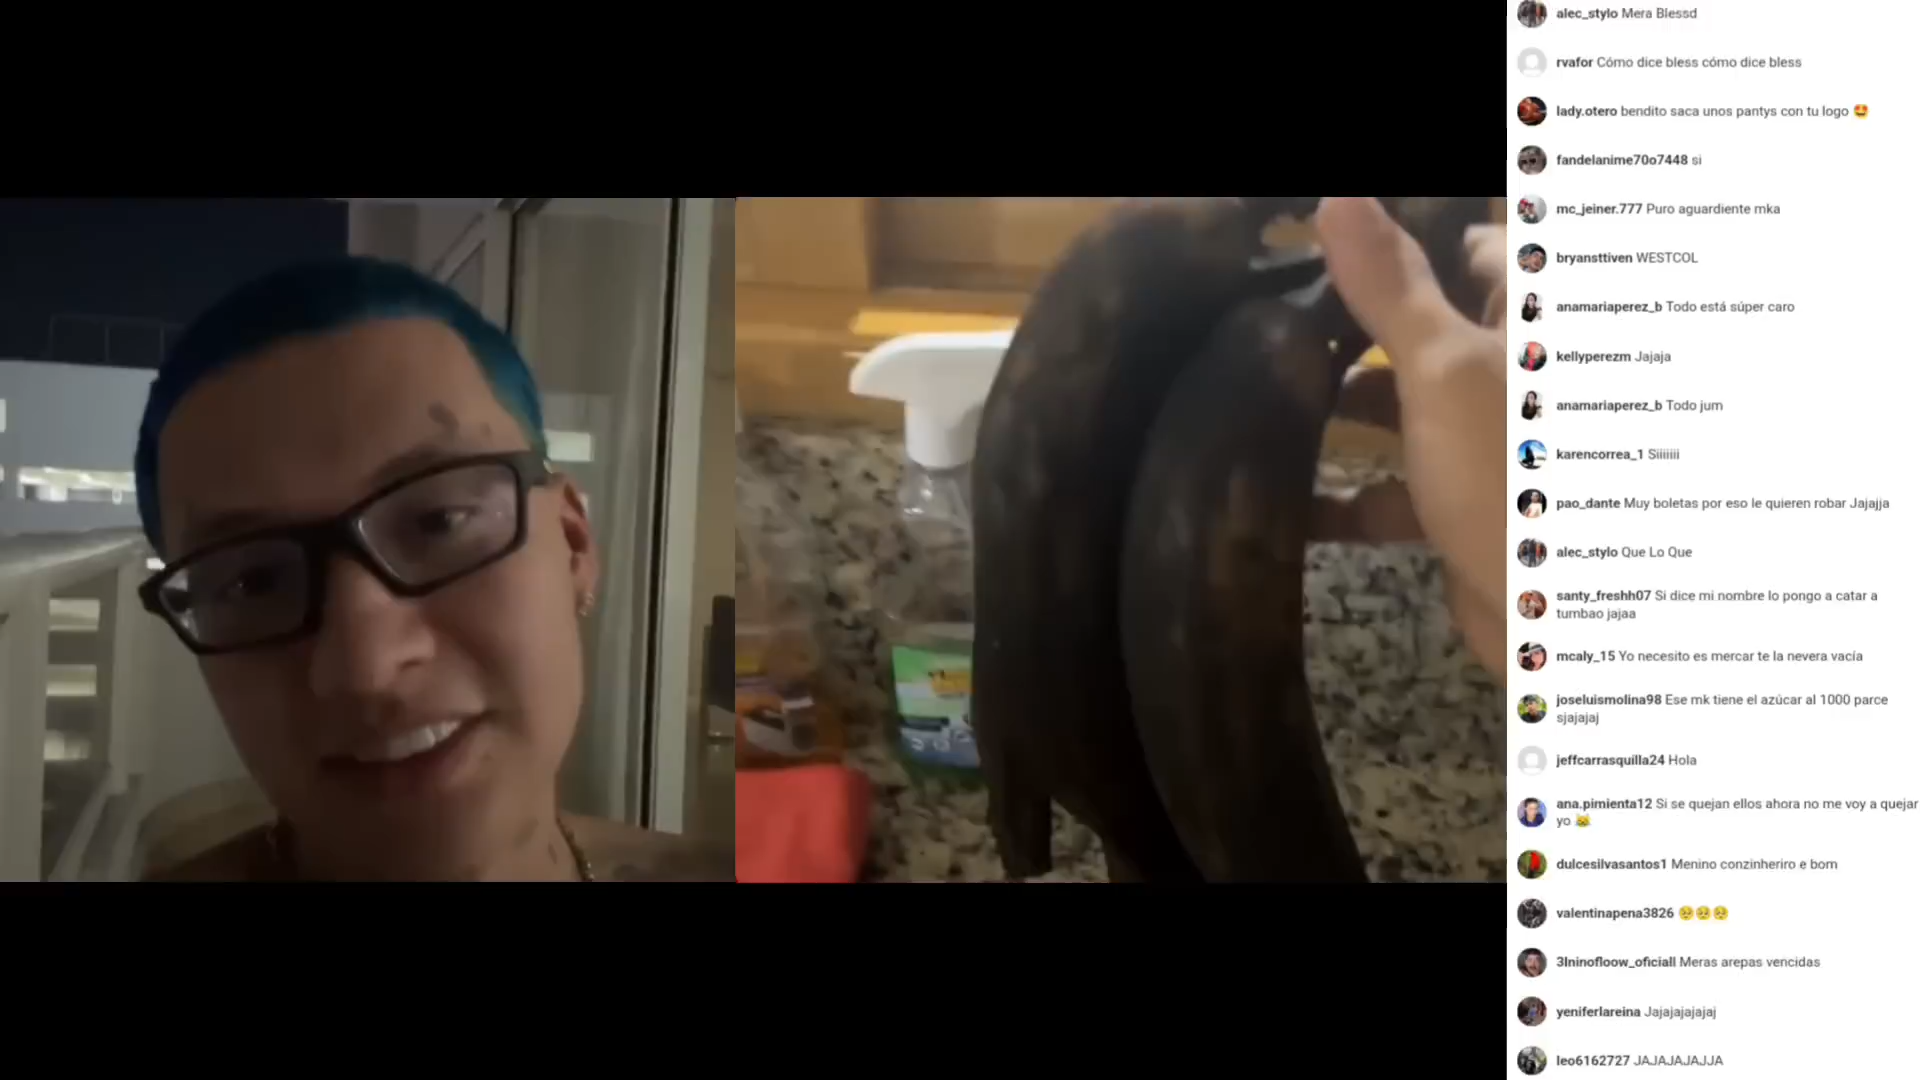 alec_stylo Mera Blessd
rvafor Cómo dice bless cómo dice bless
lady.otero bendito saca unos pantys con tu logo 🤩
fandelanime70o7448 si
mc_jeiner.777 Puro aguardiente mka
bryansttiven WESTCOL
anamariaperez_b Todo está súper caro
kellyperezm Jajaja
anamariaperez_b Todo jum
karencorrea_1 Siiiiiii
pao_dante Muy boletas por eso le quieren robar Jajajja
alec_stylo Que Lo Que
santy_freshh07 Si dice mi nombre lo pongo a catar a
tumbao jajaa
mcaly_15 Yo necesito es mercar te la nevera vacía
joseluismolina98 Ese mk tiene el azúcar al 1000 parce
sjajajaj
jeffcarrasquilla24 Hola
ana.pimienta12 Si se quejan ellos ahora no me voy a quejar
yo 😹
dulcesilvasantos1 Menino conzinheriro e bom
valentinapena3826 🥺🥺🥺
3lninofloow_oficiall Meras arepas vencidas
yeniferlareina Jajajajajajaj
leo6162727 JAJAJAJAJJA